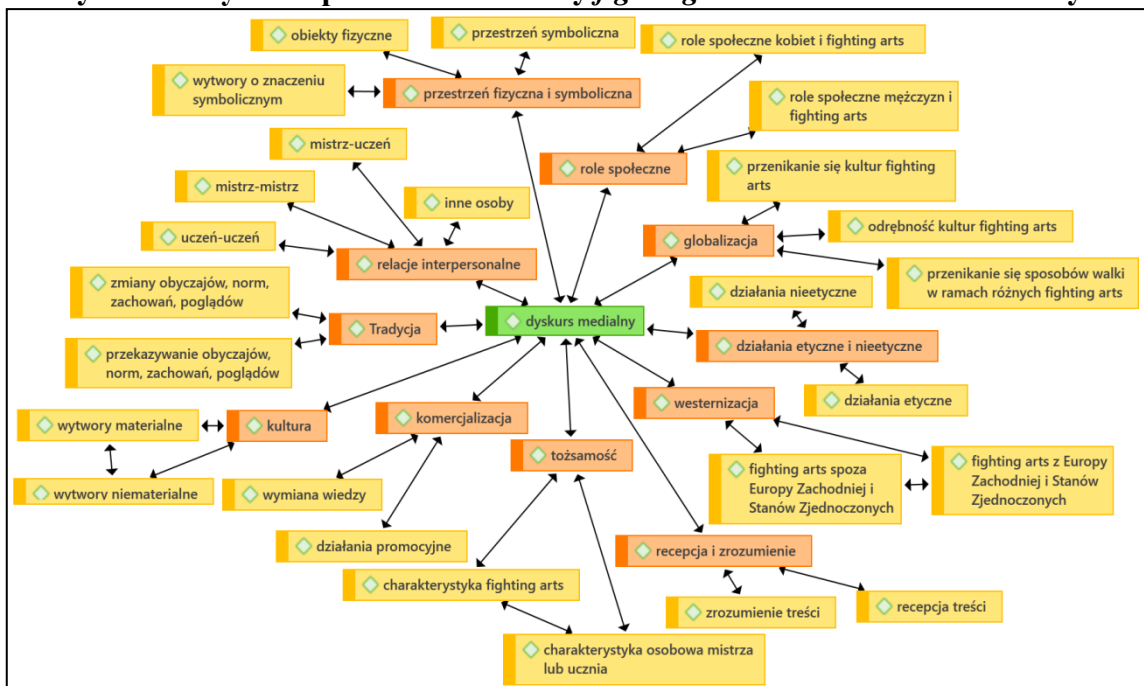 obiekty fizyczne
przestrzeń symboliczna
role społeczne kobiet i fighting arts
wytwory o znaczeniu
symbolicznym
przestrzeń fizyczna i symboliczna
role społeczne mężczyzn i
fighting arts
mistrz-uczeń
role społeczne
przenikanie się kultur fighting
arts
mistrz-mistrz
inne osoby
uczeń-uczeń
globalizacja
odrębność kultur fighting arts
relacje interpersonalne
przenikanie się sposobów walki
w ramach różnych fighting arts
zmiany obyczajów, norm,
zachowań, poglądów
działania nieetyczne
Tradycja
dyskurs medialny
działania etyczne i nieetyczne
przekazywanie obyczajów,
norm, zachowań, poglądów
działania etyczne
komercjalizacja
westernizacja
wytwory materialne
kultura
tożsamość
fighting arts spoza
Europy Zachodniej i
Stanów Zjednoczonych
fighting arts z Europy
Zachodniej i Stanów
Zjednoczonych
wytwory niematerialne
wymiana wiedzy
działania promocyjne
recepcja i zrozumienie
charakterystyka fighting arts
zrozumienie treści
recepcja treści
charakterystyka osobowa mistrza
lub ucznia